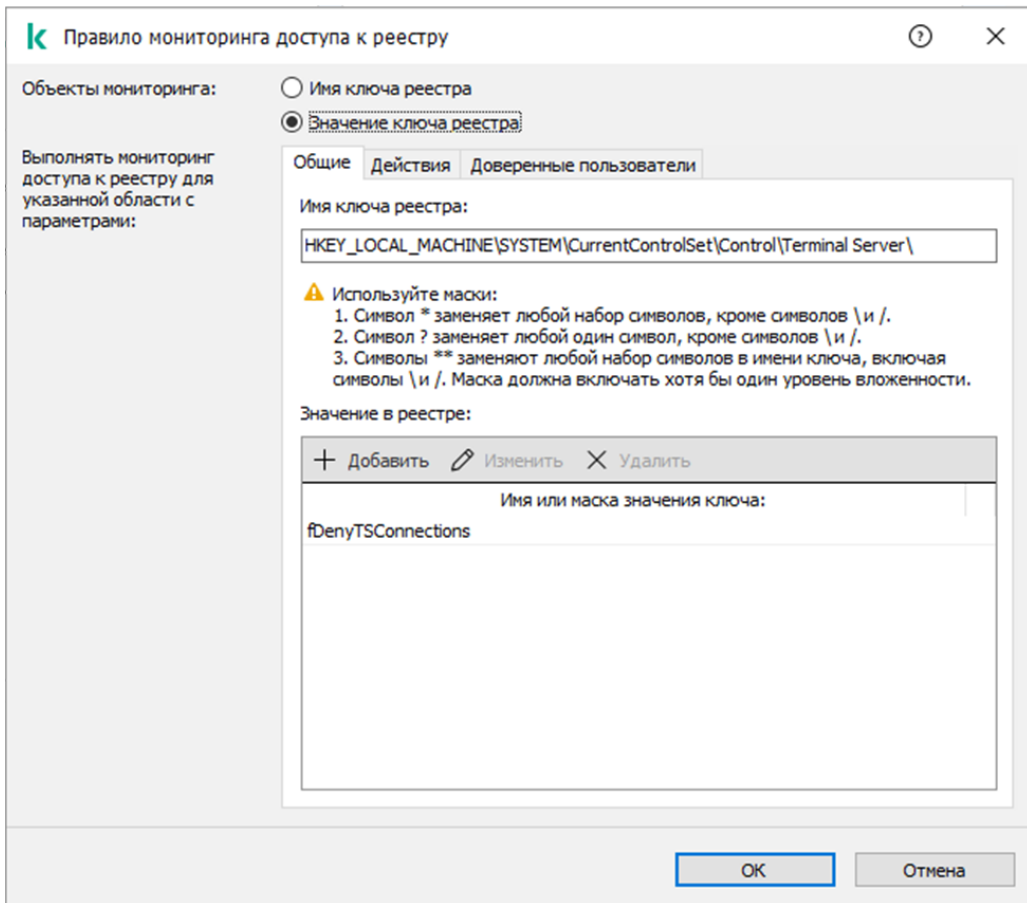 Правило мониторинга доступа к реестру
Объекты мониторинга:
Имя ключа реестра
Значение ключа реестра
Выполнять мониторинг
доступа к реестру для
указанной области с
параметрами:
Общие Действия Доверенные пользователи
Имя ключа реестра:
HKEY_LOCAL_MACHINE\SYSTEM\CurrentControlSet\Control\Terminal Server\
Используйте маски:
1. Символ * заменяет любой набор символов, кроме символов \ и /.
2. Символ ? заменяет любой один символ, кроме символов \ и /.
3. Символы ** заменяют любой набор символов в имени ключа, включая
символы \ и /. Маска должна включать хотя бы один уровень вложенности.
Значение в реестре:
Добавить Изменить Удалить
Имя или маска значения ключа:
fDenyTSConnections
OK Отмена